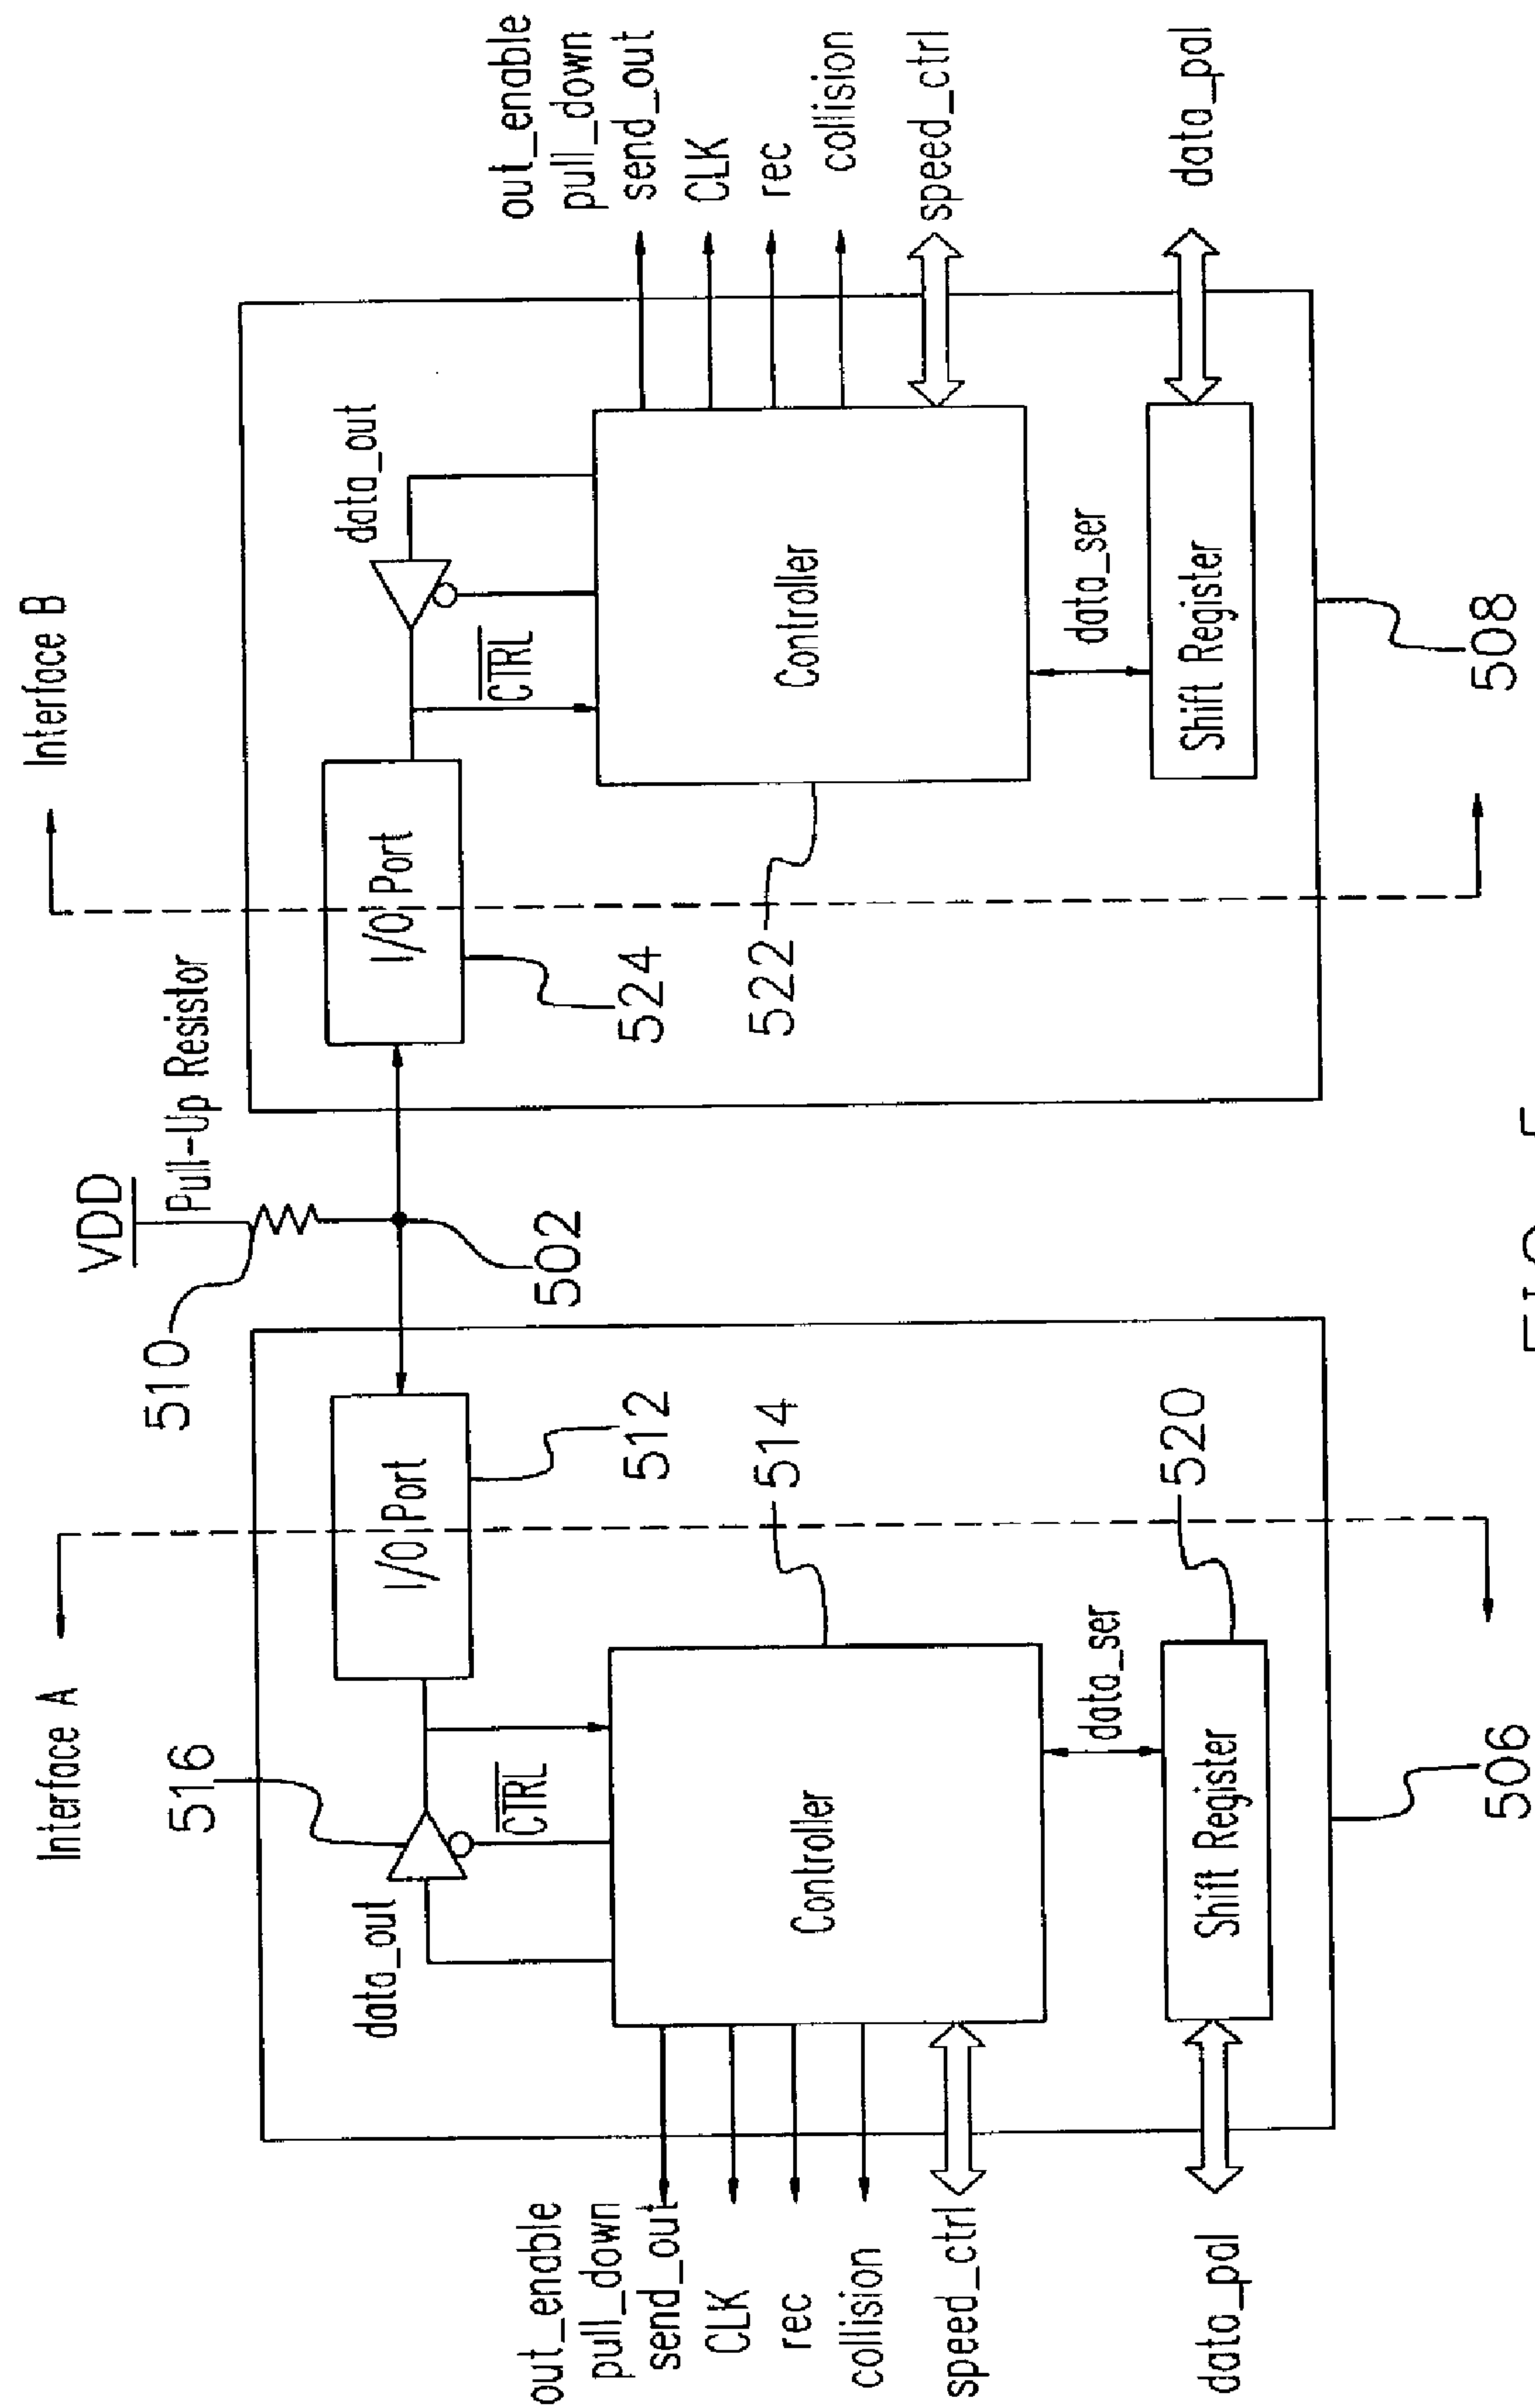 Interface A
Interface B
VDD
Pull-Up Resistor
510
502
516
data_out
CTRL
I/O Port
512
Controller
514
data_ser
Shift Register
520
506
out_enable
pull_down
send_out
CLK
rec
collision
speed_ctrl
data_pal
I/O Port
524
data_out
CTRL
Controller
522
data_ser
Shift Register
508
out_enable
pull_down
send_out
CLK
rec
collision
speed_ctrl
data_pal